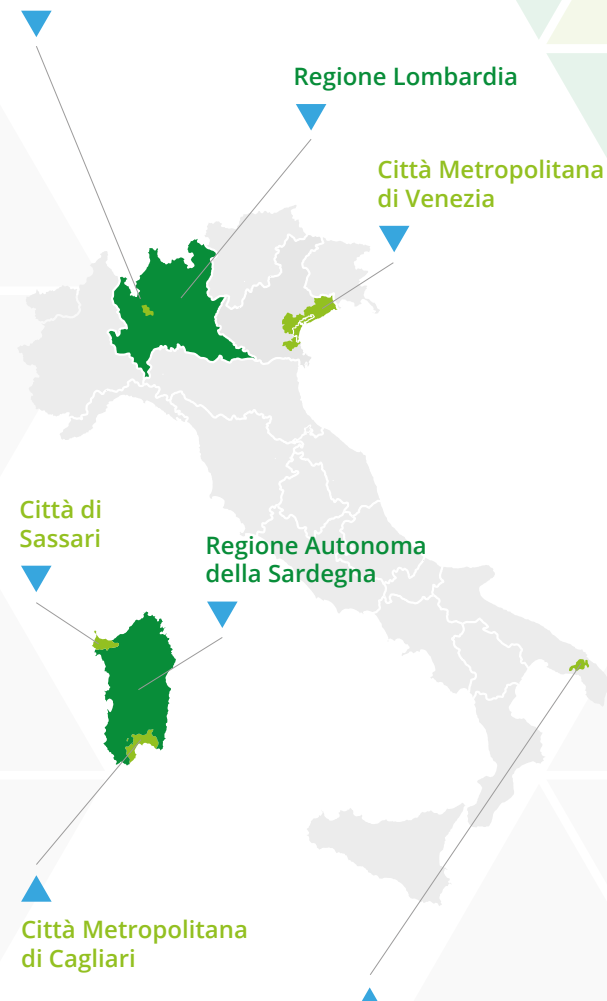 Regione Lombardia
Città Metropolitana
di Venezia
Città di
Sassari
Regione Autonoma
della Sardegna
Città Metropolitana
di Cagliari